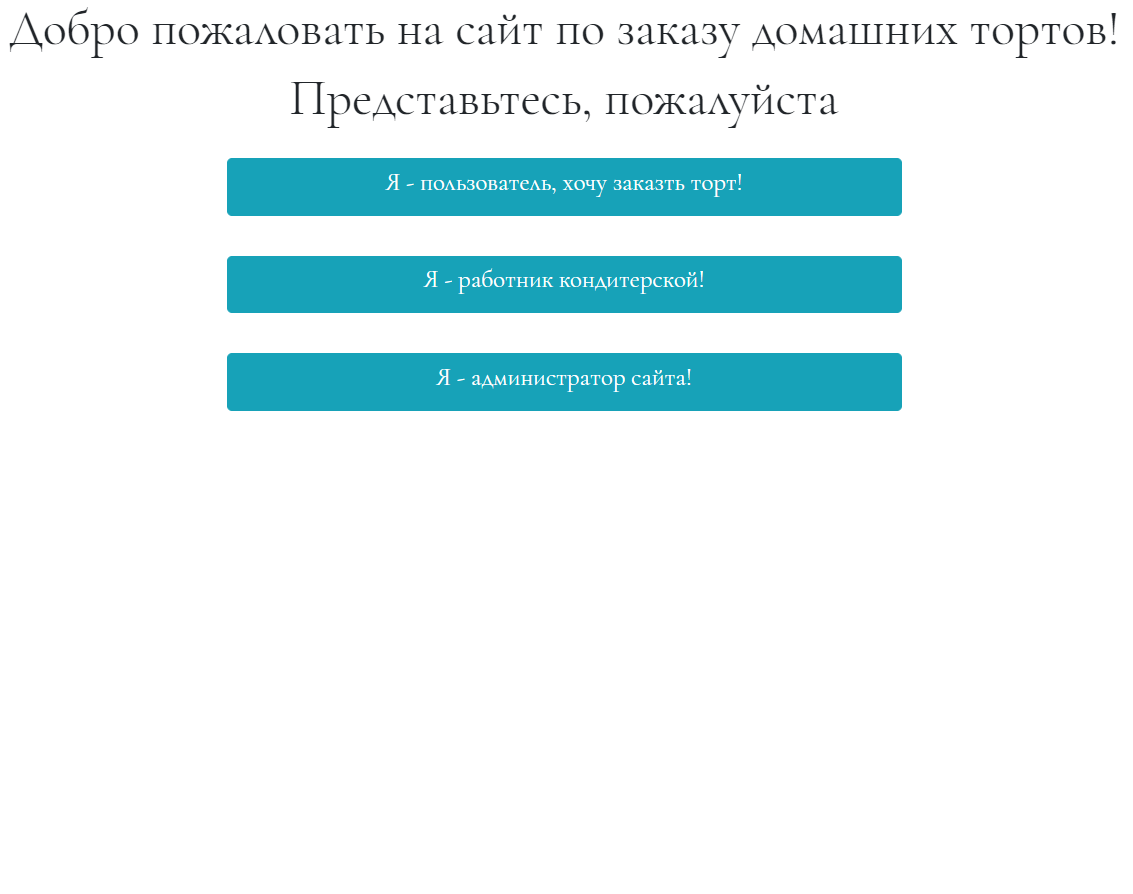 Добро пожаловать на сайт по заказу домашних тортов!
Представьтесь, пожалуйста
Я - пользователь, хочу заказть торт!
Я - работник кондитерской!
Я - администратор сайта!